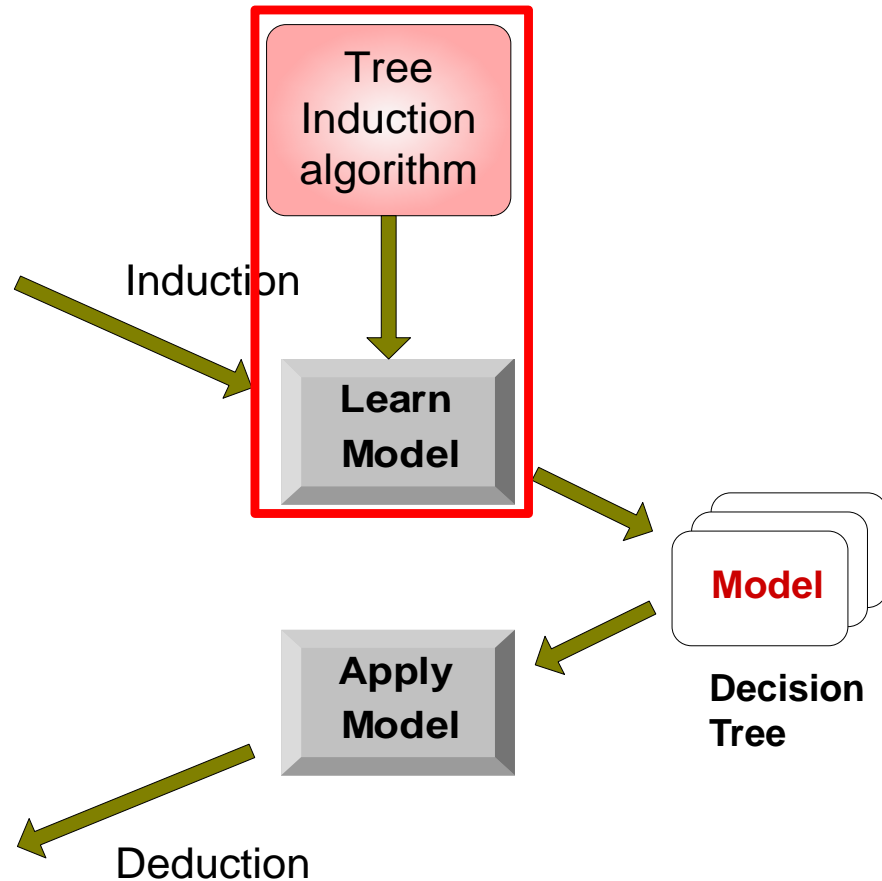 Tree
Induction
algorithm
Induction
Learn
Model
Model
Apply
Model
Decision
Tree
Deduction